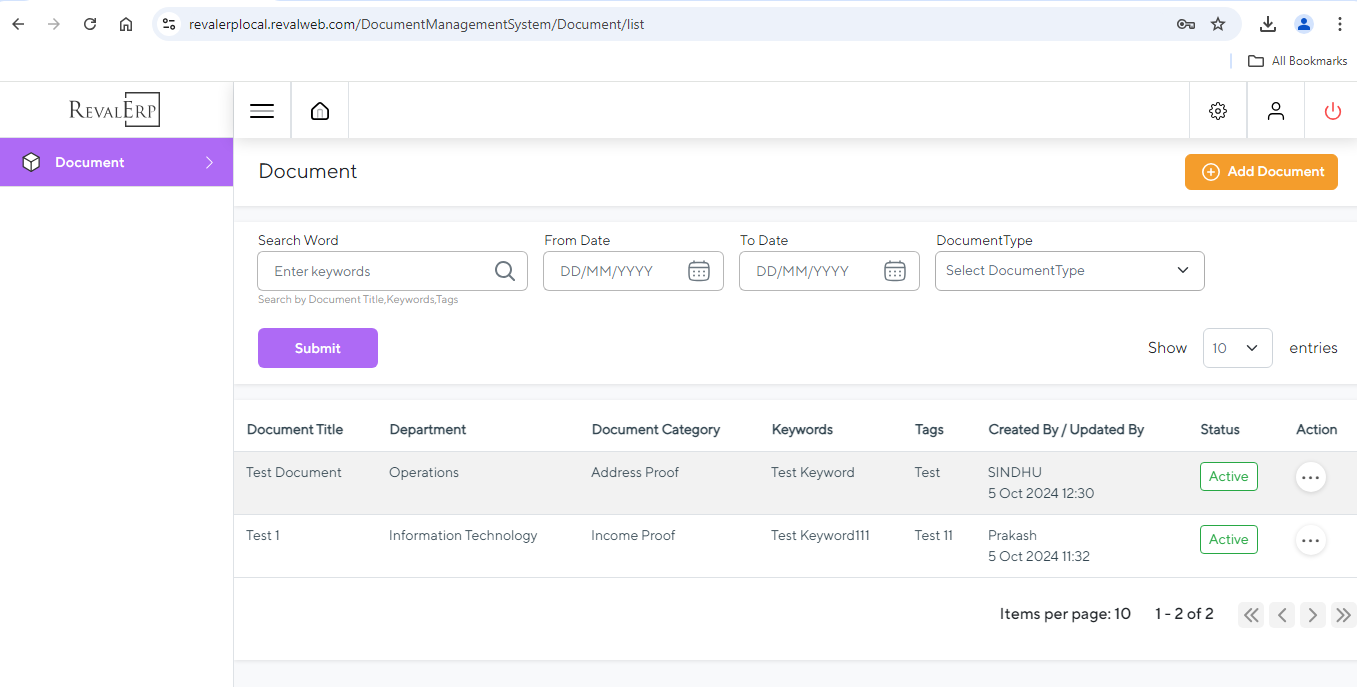 revalerplocal.revalweb.com/DocumentManagementSystem/Document/list
All Bookmarks
REVALERP
Document
Document
Add Document
Search Word From Date To Date DocumentType
Enter keywords DD/MM/YYYY DD/MM/YYYY Select DocumentType
Search by Document Title,Keywords,Tags
Submit Show 10 entries
Document Title Department Document Category Keywords Tags Created By / Updated By Status Action
Test Document Operations Address Proof Test Keyword Test SINDHU Active
5 Oct 2024 12:30
Test 1 Information Technology Income Proof Test Keyword111 Test 11 Prakash Active
5 Oct 2024 11:32
Items per page: 10 1 - 2 of 2